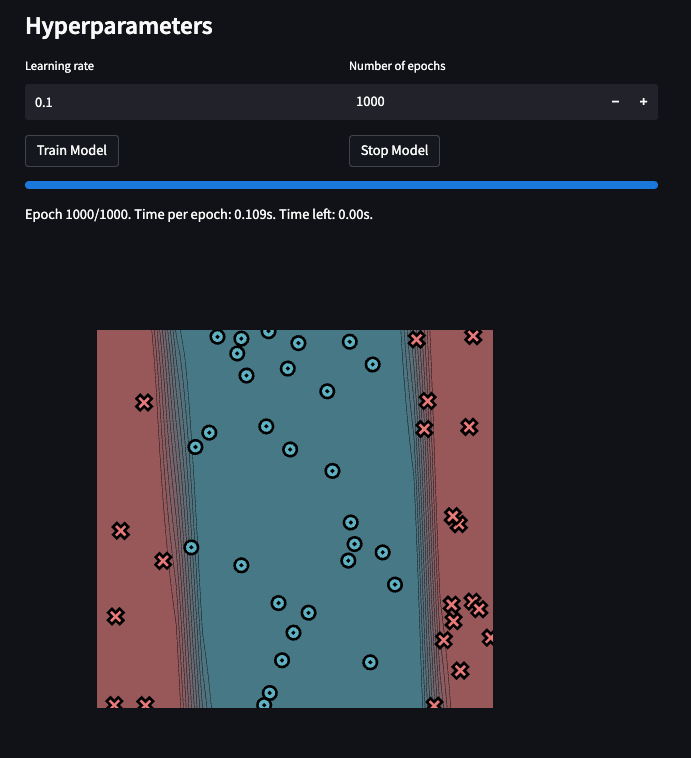 Hyperparameters
Learning rate
Number of epochs
0.1
1000
− +
Train Model
Stop Model
Epoch 1000/1000. Time per epoch: 0.109s. Time left: 0.00s.